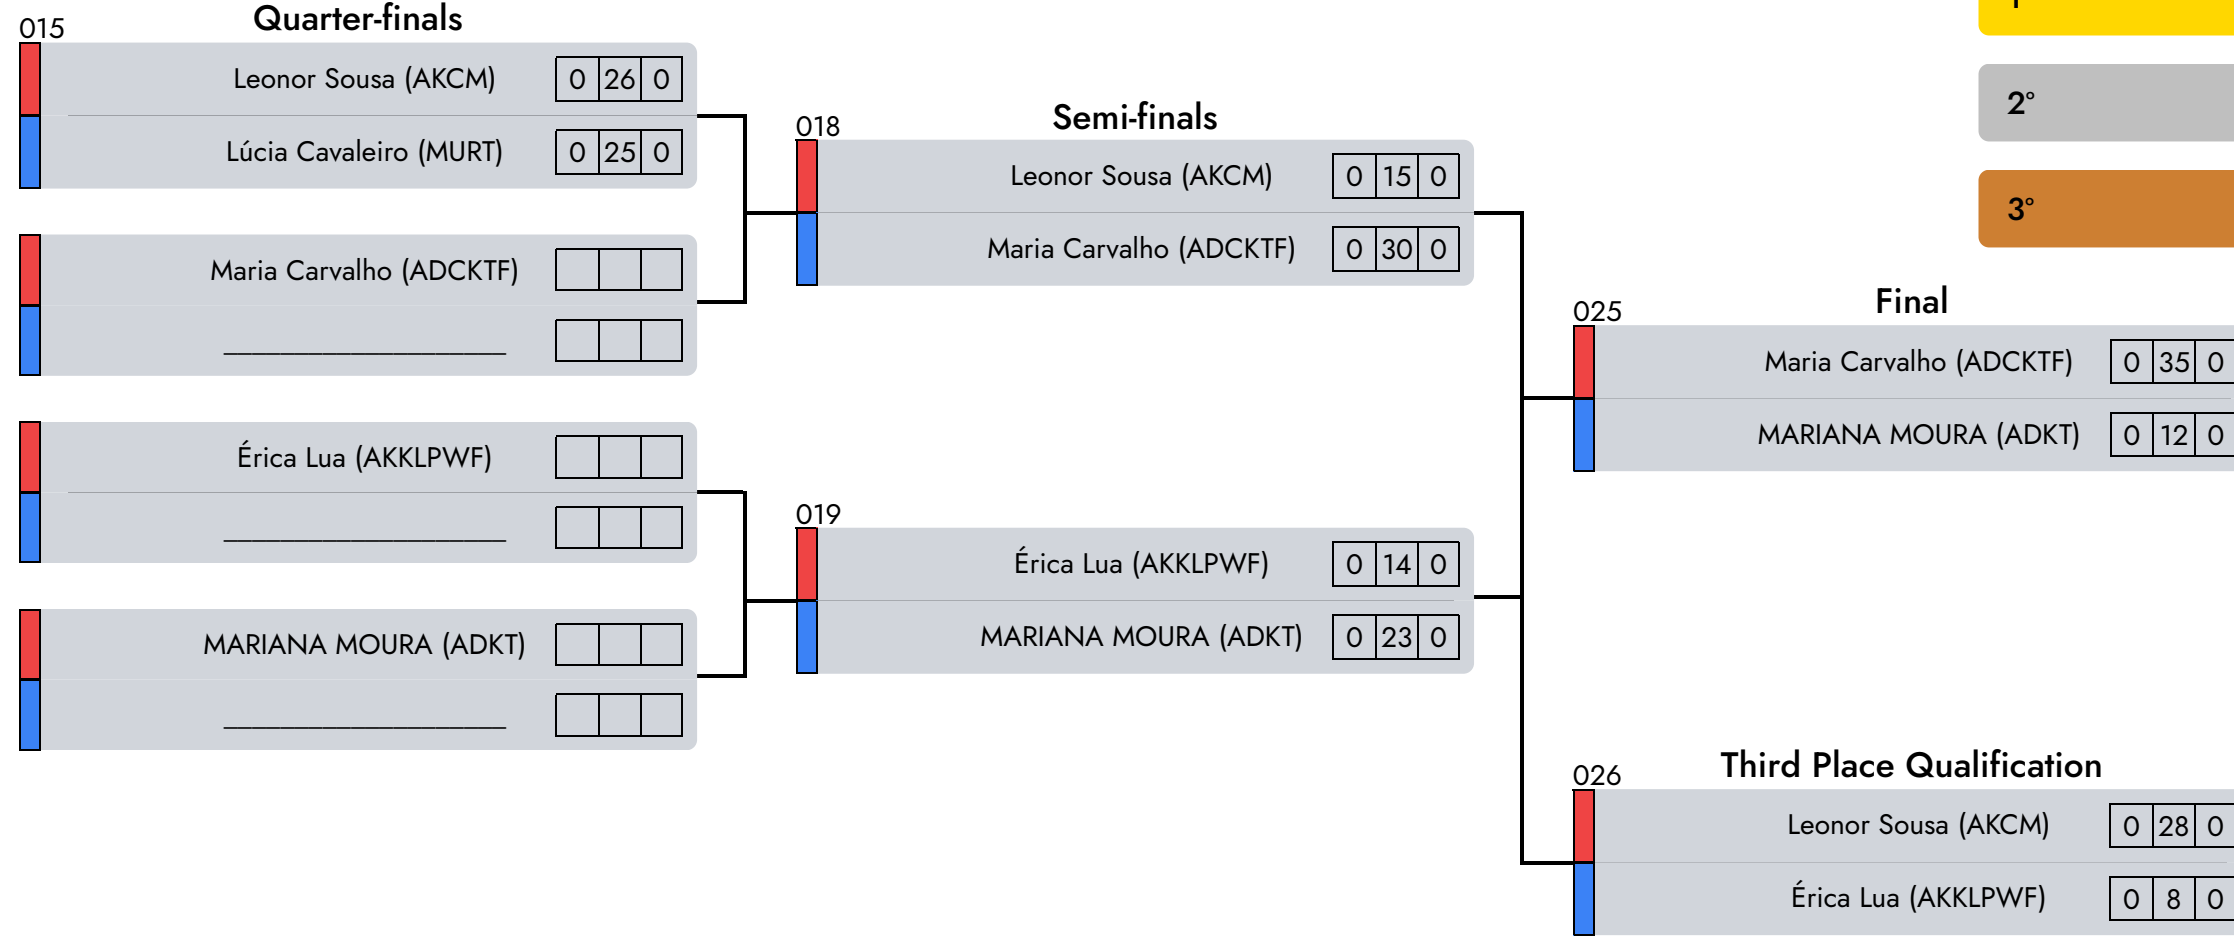 Quarter-finals
015
Leonor Sousa (AKCM) 0 26 0
Lúcia Cavaleiro (MURT) 0 25 0
Maria Carvalho (ADCKTF)
Érica Lua (AKKLPWF)
MARIANA MOURA (ADKT)
Semi-finals
018
Leonor Sousa (AKCM) 0 15 0
Maria Carvalho (ADCKTF) 0 30 0
019
Érica Lua (AKKLPWF) 0 14 0
MARIANA MOURA (ADKT) 0 23 0
2°
3°
Final
025
Maria Carvalho (ADCKTF) 0 35 0
MARIANA MOURA (ADKT) 0 12 0
Third Place Qualification
026
Leonor Sousa (AKCM) 0 28 0
Érica Lua (AKKLPWF) 0 8 0